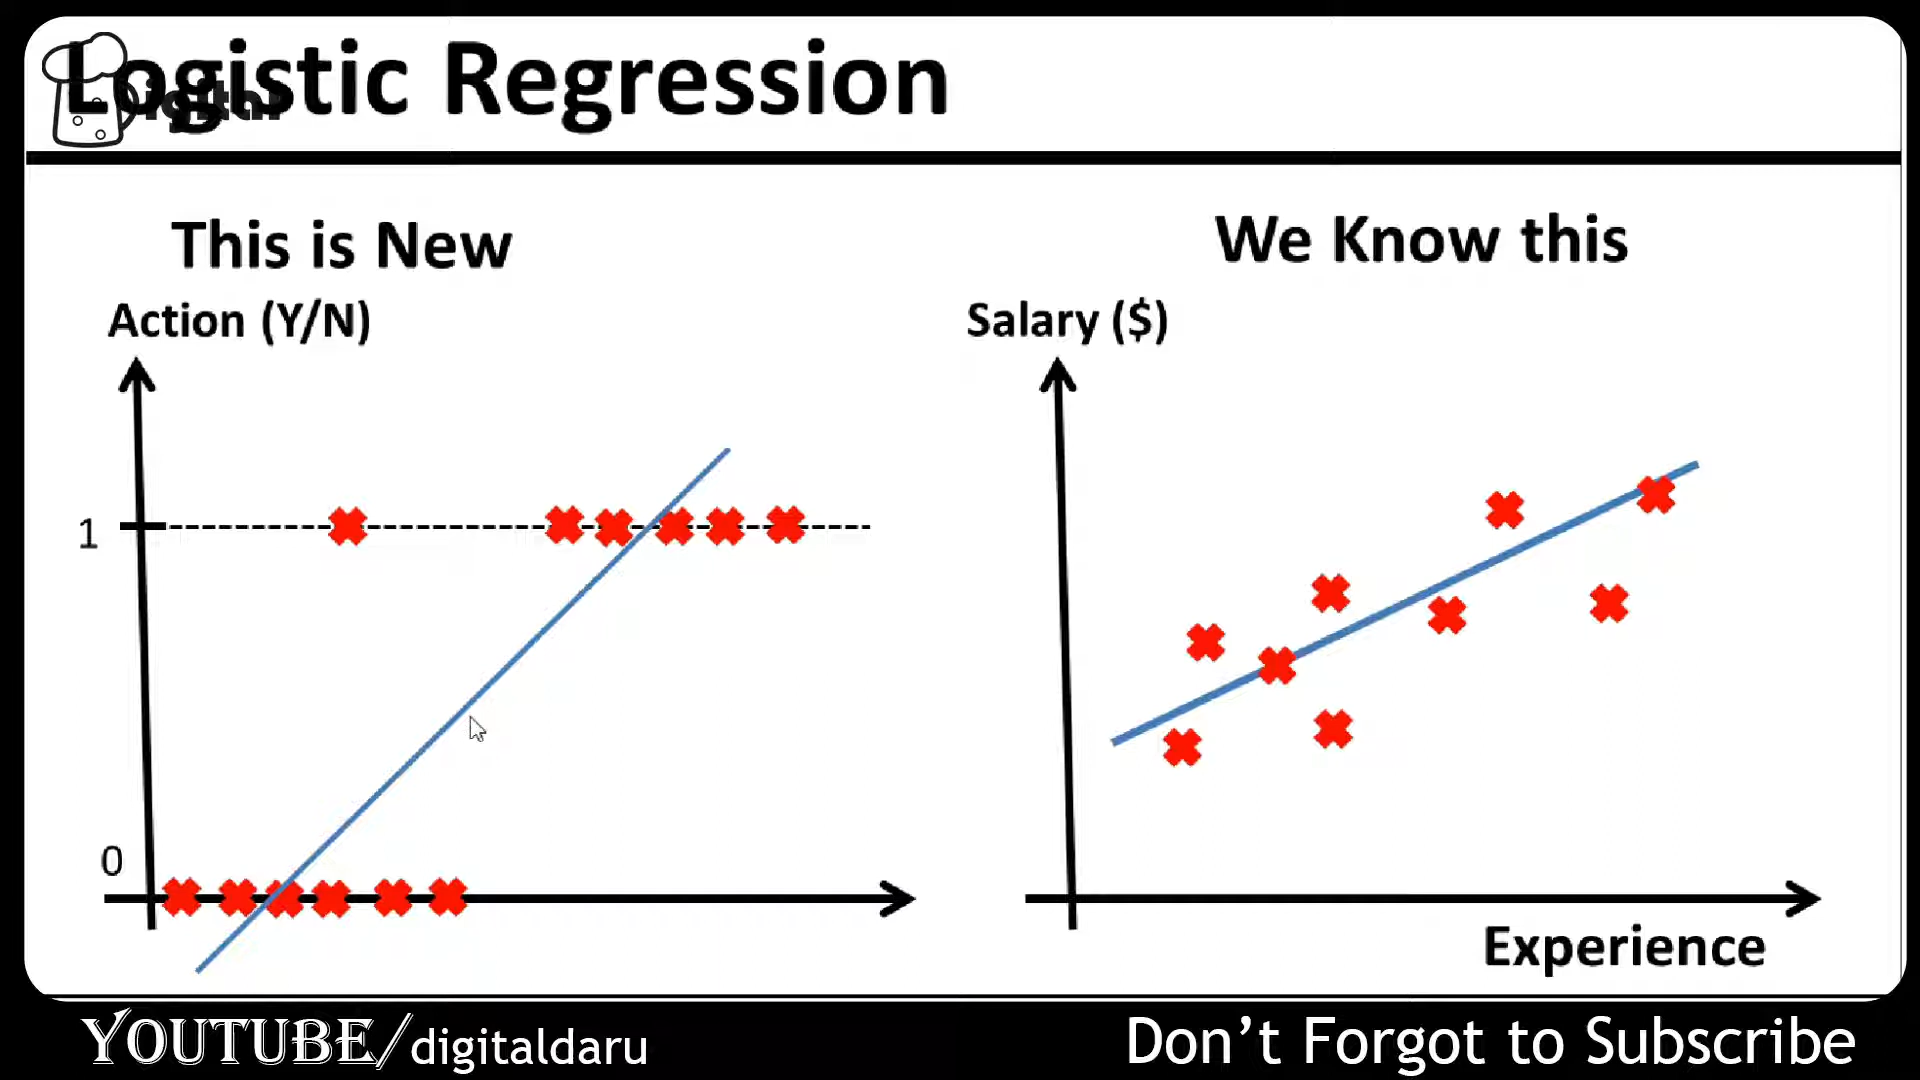 Logistic Regression
This is New
We Know this
Action (Y/N)
Salary ($)
1
0
Experience
YOUTUBE/digitaldaru
Don't Forgot to Subscribe